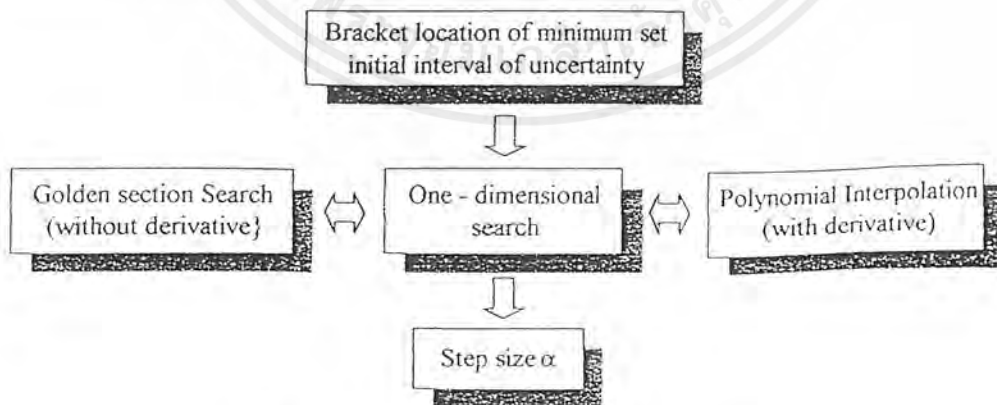 Bracket location of minimum set
initial interval of uncertainty
Golden section Search
(without derivative}
One - dimensional
search
Polynomial Interpolation
(with derivative)
Step size α